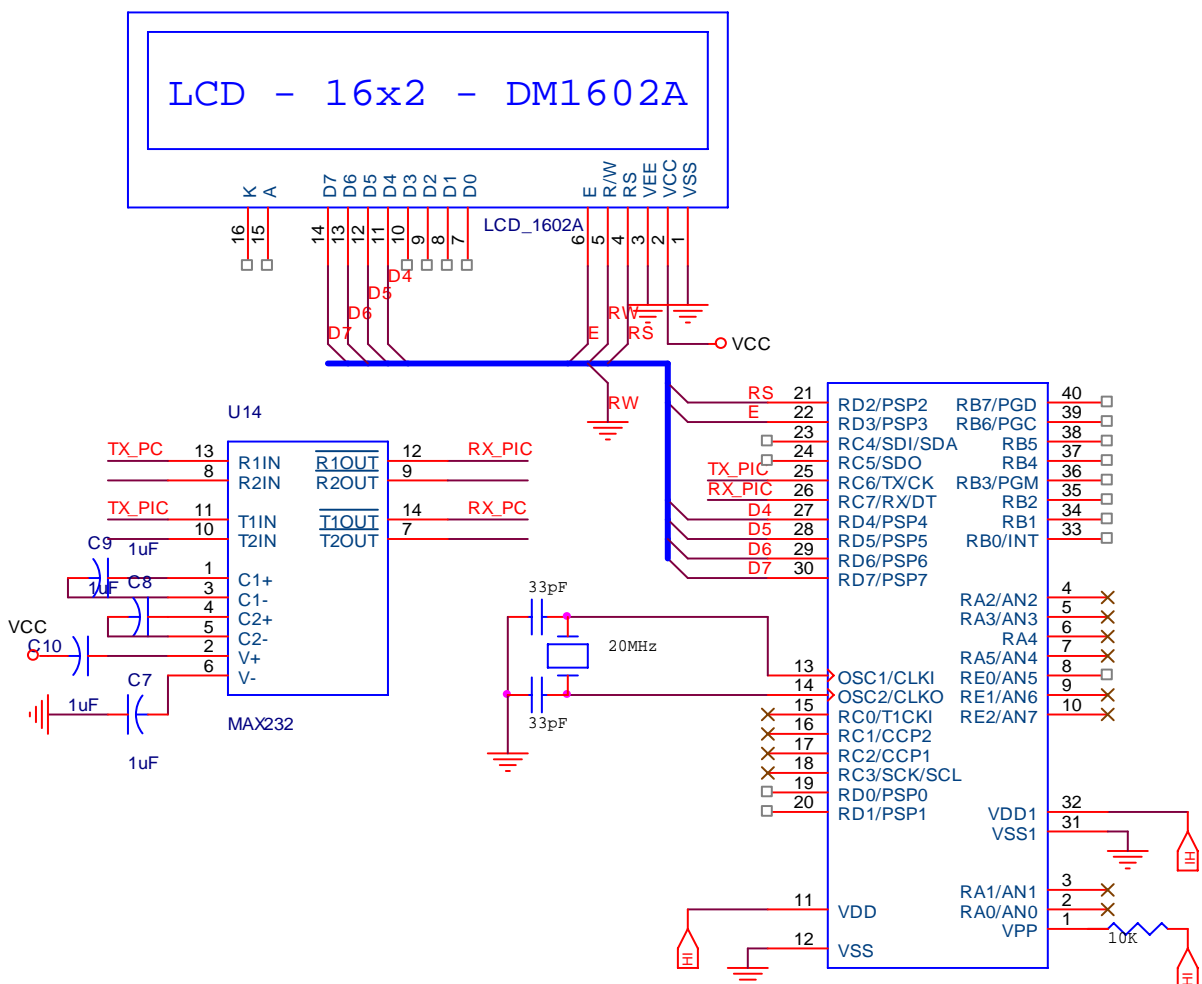 LCD - 16x2 - DM1602A
K A D7 D6 D5 D4 D3 D2 D1 D0 E R/W RS VEE VCC VSS
LCD_1602A
16 15 14 13 12 11 10 9 8 7 6 5 4 3 2 1
D4
D5
D6 RW
D7 E RS
VCC
RW
U14
TX_PC 13 R1IN R1OUT 12 RX_PIC
8 R2IN R2OUT 9
TX_PIC 11 T1IN T1OUT 14 RX_PC
10 T2IN T2OUT 7
C9 1uF
1 C1+
1uF C8
3 C1-
4 C2+
5 C2-
VCC
C10
2 V+
6 V-
C7
1uF
1uF
MAX232
33pF
20MHz
33pF
RS 21 RD2/PSP2 RB7/PGD 40
E 22 RD3/PSP3 RB6/PGC 39
23 RC4/SDI/SDA RB5 38
24 RC5/SDO RB4 37
TX_PIC 25 RC6/TX/CK RB3/PGM 36
RX_PIC 26 RC7/RX/DT RB2 35
D4 27 RD4/PSP4 RB1 34
D5 28 RD5/PSP5 RB0/INT 33
D6 29 RD6/PSP6
D7 30 RD7/PSP7
RA2/AN2 4
RA3/AN3 5
RA4 6
RA5/AN4 7
13 OSC1/CLKI RE0/AN5 8
14 OSC2/CLKO RE1/AN6 9
15 RC0/T1CKI RE2/AN7 10
16 RC1/CCP2
17 RC2/CCP1
18 RC3/SCK/SCL
19 RD0/PSP0
20 RD1/PSP1
VDD1 32
VSS1 31
HI
RA1/AN1 3
11 VDD RA0/AN0 2
VPP 1
10K
12 VSS
HI
HI